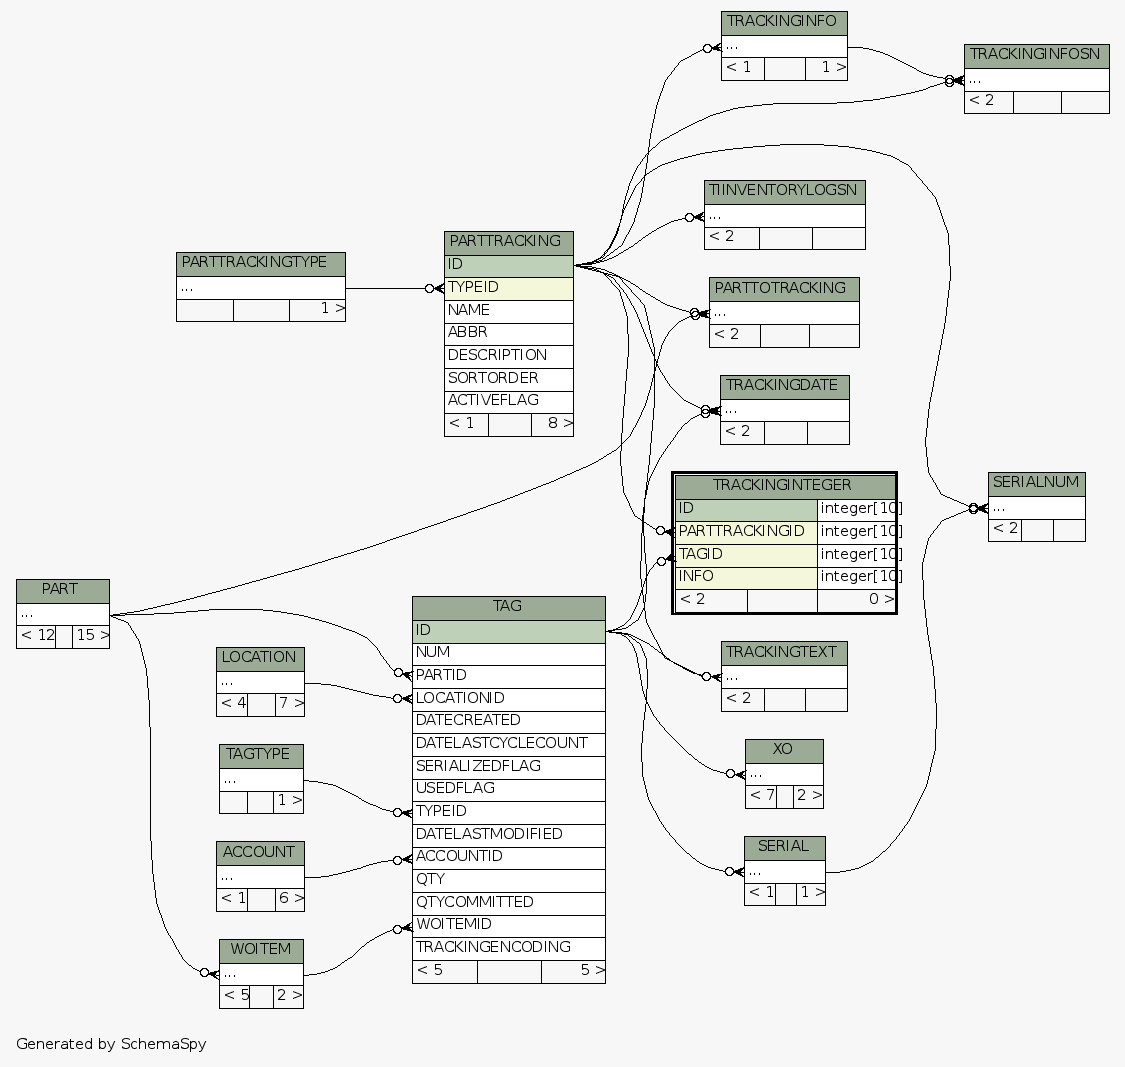 TRACKINGINFO
...
< 1 1 >
TRACKINGINFOSN
...
< 2
TIINVENTORYLOGSN
...
< 2
PARTTRACKING
ID
TYPEID
NAME
ABBR
DESCRIPTION
SORTORDER
ACTIVEFLAG
< 1 8 >
PARTTRACKINGTYPE
...
1 >
PARTTOTRACKING
...
< 2
TRACKINGDATE
...
< 2
TRACKINGINTEGER
ID integer[10]
PARTTRACKINGID integer[10]
TAGID integer[10]
INFO integer[10]
< 2 0 >
SERIALNUM
...
< 2
PART
...
< 12 15 >
TAG
ID
NUM
PARTID
LOCATIONID
DATECREATED
DATELASTCYCLECOUNT
SERIALIZEDFLAG
USEDFLAG
TYPEID
DATELASTMODIFIED
ACCOUNTID
QTY
QTYCOMMITTED
WOITEMID
TRACKINGENCODING
< 5 5 >
LOCATION
...
< 4 7 >
TAGTYPE
...
1 >
ACCOUNT
...
< 1 6 >
WOITEM
...
< 5 2 >
TRACKINGTEXT
...
< 2
XO
...
< 7 2 >
SERIAL
...
< 1 1 >
Generated by SchemaSpy